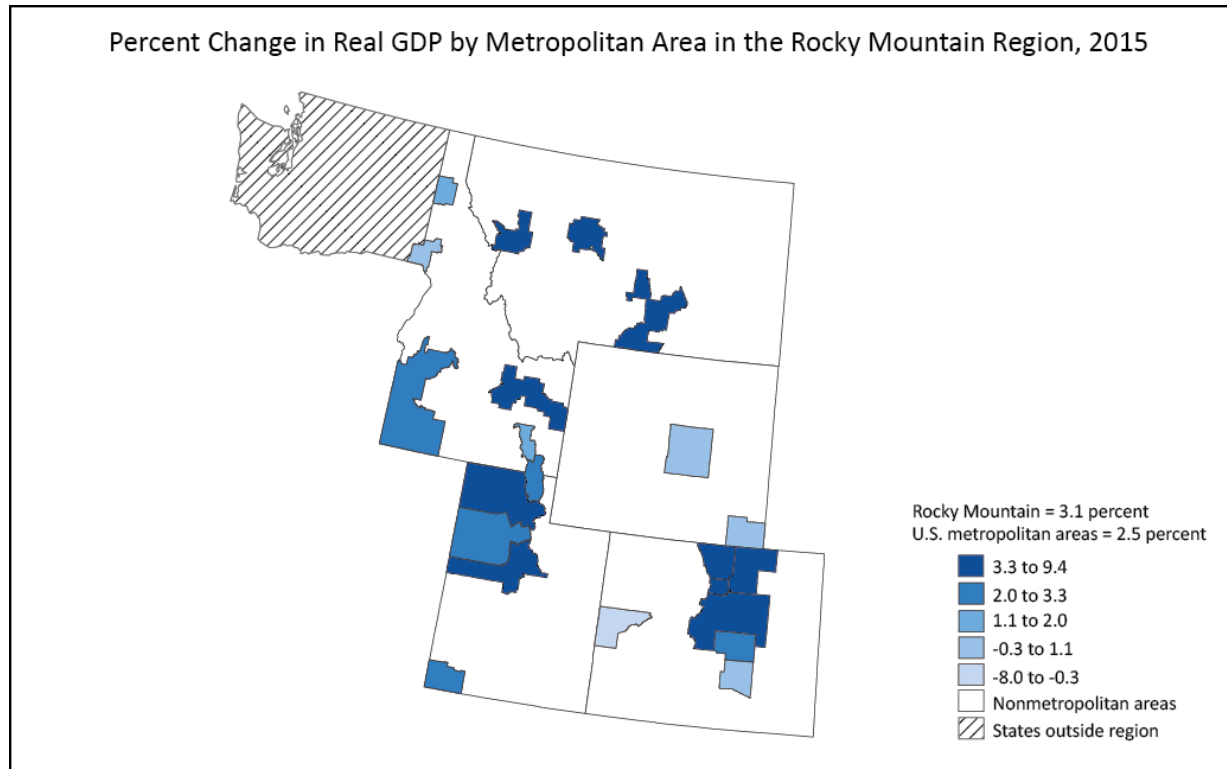 Percent Change in Real GDP by Metropolitan Area in the Rocky Mountain Region, 2015
Rocky Mountain = 3.1 percent
U.S. metropolitan areas = 2.5 percent
3.3 to 9.4
2.0 to 3.3
1.1 to 2.0
-0.3 to 1.1
-8.0 to -0.3
Nonmetropolitan areas
States outside region